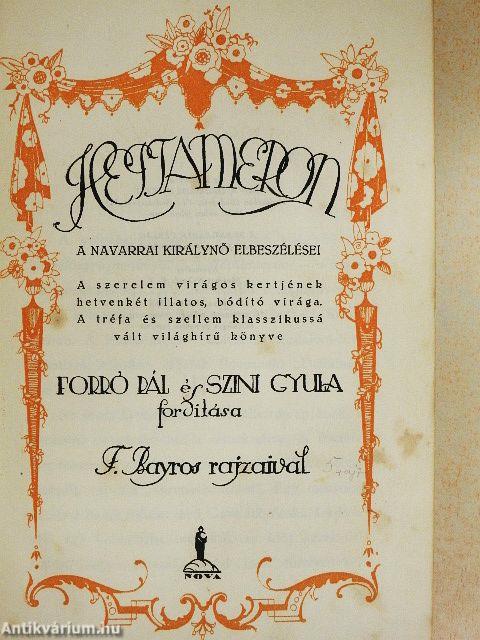 HEPTAMERON
A NAVARRAI KIRÁLYNŐ ELBESZÉLÉSEI
A szerelem virágos kertjének
hetvenkét illatos, bódító virága.
A tréfa és szellem klasszikussá
vált világhírű könyve
FORRÓ PÁL és SZINI GYULA
fordítása
F. Bayros rajzaival
NOVA
Antikvárium.hu